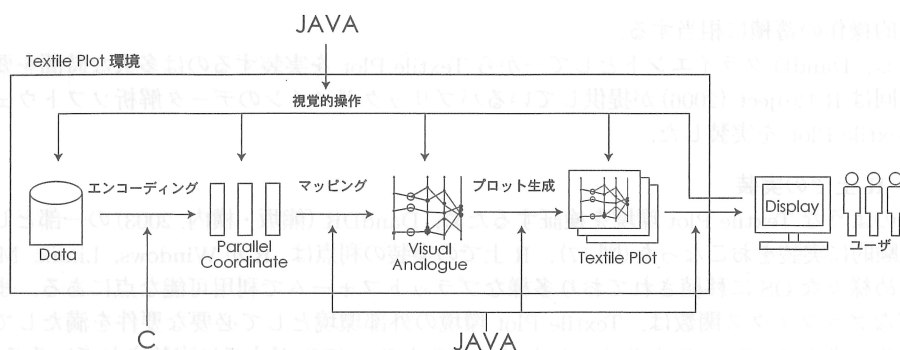 JAVA
Textile Plot 環境
視覚的操作
エンコーディング
マッピング
プロット生成
Data
Parallel
Coordinate
Visual
Analogue
Textile Plot
Display
ユーザ
C
JAVA